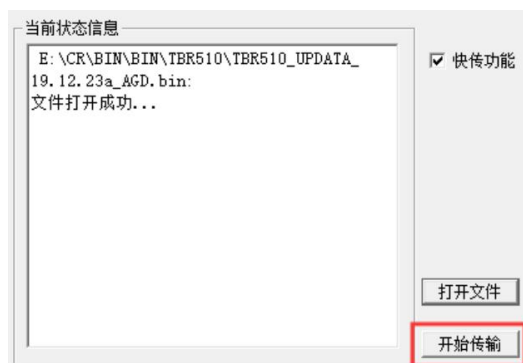 当前状态信息
E:\CR\BIN\BIN\TBR510\TBR510_UPDATA_
19.12.23a_AGD.bin:
文件打开成功...
快传功能
打开文件
开始传输